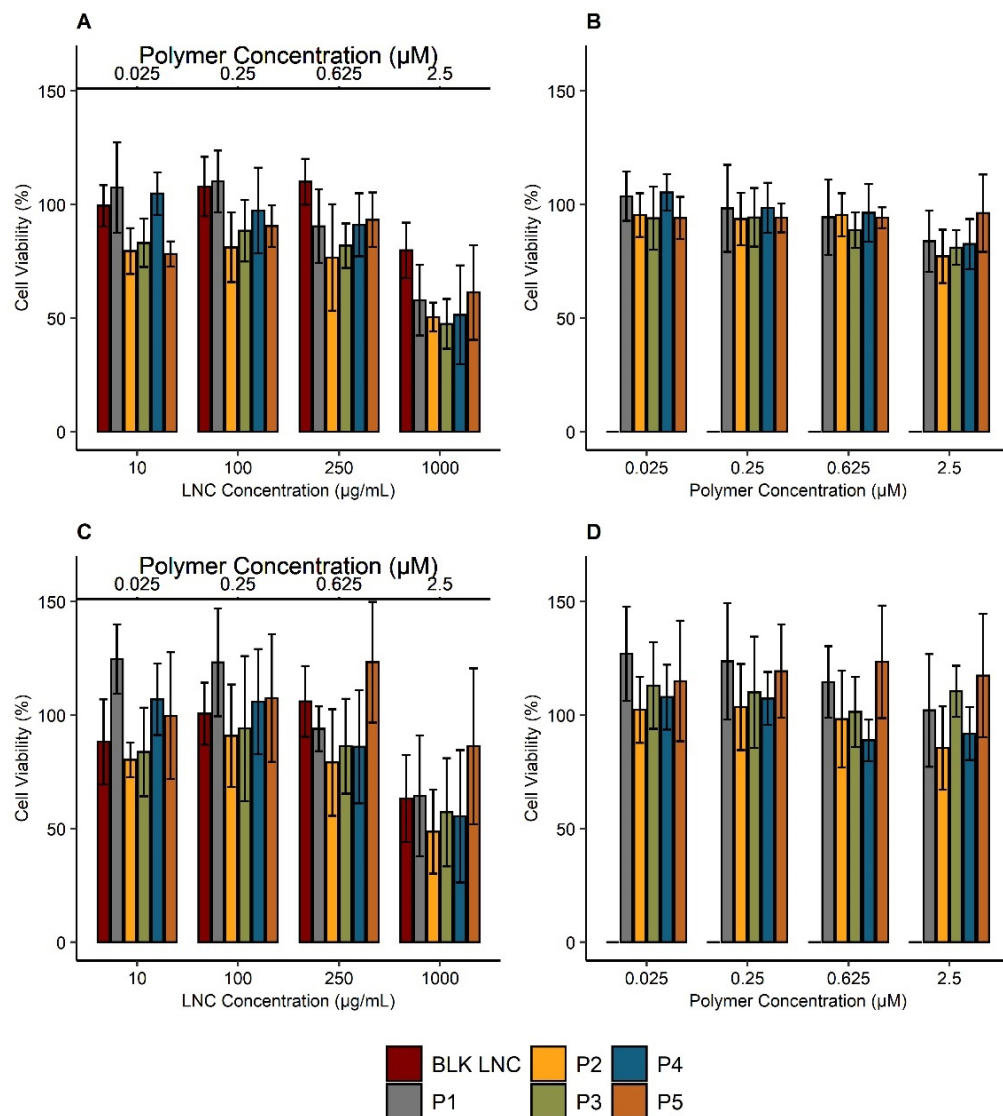 A
Polymer Concentration (µM)
0.025 0.25 0.625 2.5
150
100
50
0
Cell Viability (%)
10 100 250 1000
LNC Concentration (µg/mL)
B
150
100
50
0
Cell Viability (%)
0.025 0.25 0.625 2.5
Polymer Concentration (µM)
C
Polymer Concentration (µM)
0.025 0.25 0.625 2.5
150
100
50
0
Cell Viability (%)
10 100 250 1000
LNC Concentration (µg/mL)
D
150
100
50
0
Cell Viability (%)
0.025 0.25 0.625 2.5
Polymer Concentration (µM)
BLK LNC P2 P4
P1 P3 P5